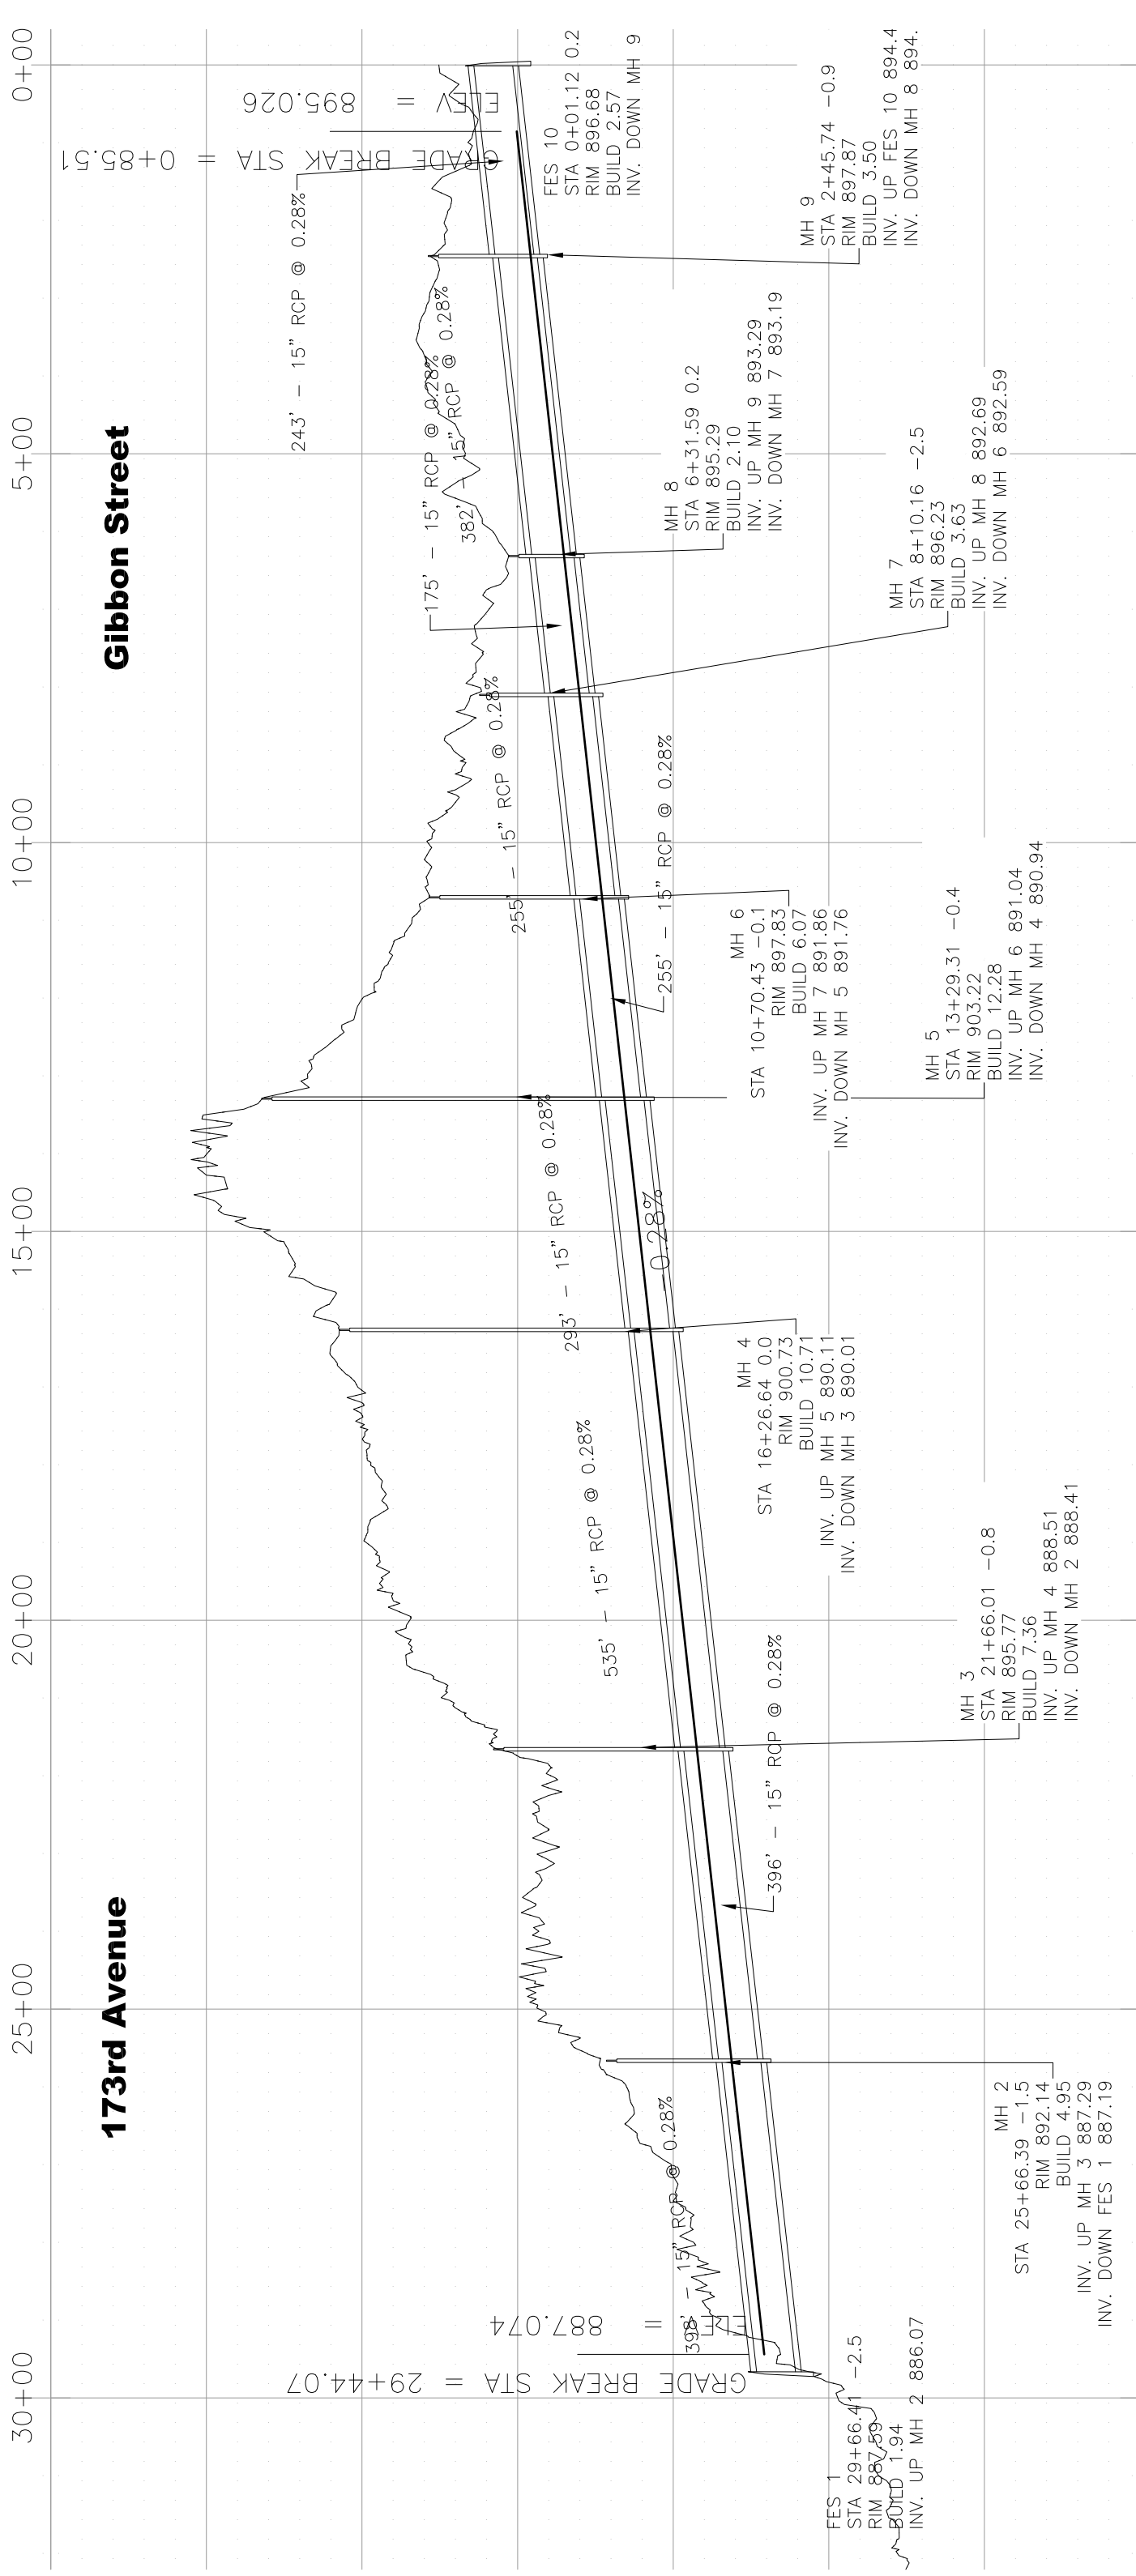 0+00
5+00
10+00
15+00
20+00
25+00
30+00
Gibbon Street
173rd Avenue
GRADE BREAK STA = 0+85.51
ELEV = 895.026
243' – 15" RCP @ 0.28%
FES 10
STA 0+01.12 0.2
RIM 896.68
BUILD 2.57
INV. DOWN MH 9
MH 9
STA 2+45.74 –0.9
RIM 897.87
BUILD 3.50
INV. UP FES 10 894.4
INV. DOWN MH 8 894.
382' – 15" RCP @ 0.28%
175' – 15" RCP @ 0.28%
MH 8
STA 6+31.59 0.2
RIM 895.29
BUILD 2.10
INV. UP MH 9 893.29
INV. DOWN MH 7 893.19
MH 7
STA 8+10.16 –2.5
RIM 896.23
BUILD 3.63
INV. UP MH 8 892.69
INV. DOWN MH 6 892.59
255' – 15" RCP @ 0.28%
255' – 15" RCP @ 0.28%
MH 6
STA 10+70.43 –0.1
RIM 897.83
BUILD 6.07
INV. UP MH 7 891.86
INV. DOWN MH 5 891.76
MH 5
STA 13+29.31 –0.4
RIM 903.22
BUILD 12.28
INV. UP MH 6 891.04
INV. DOWN MH 4 890.94
293' – 15" RCP @ 0.28%
–0.28%
MH 4
STA 16+26.64 0.0
RIM 900.73
BUILD 10.71
INV. UP MH 5 890.11
INV. DOWN MH 3 890.01
535' – 15" RCP @ 0.28%
MH 3
STA 21+66.01 –0.8
RIM 895.77
BUILD 7.36
INV. UP MH 4 888.51
INV. DOWN MH 2 888.41
396' – 15" RCP @ 0.28%
MH 2
STA 25+66.39 –1.5
RIM 892.14
BUILD 4.95
INV. UP MH 3 887.29
INV. DOWN FES 1 887.19
398' – 15" RCP @ 0.28%
GRADE BREAK STA = 29+44.07
ELEV = 887.074
FES 1
STA 29+66.41 –2.5
RIM 887.59
BUILD 1.94
INV. UP MH 2 886.07